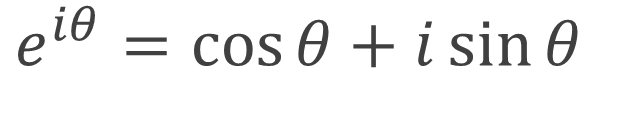 e^{iθ} = cos θ + i sin θ